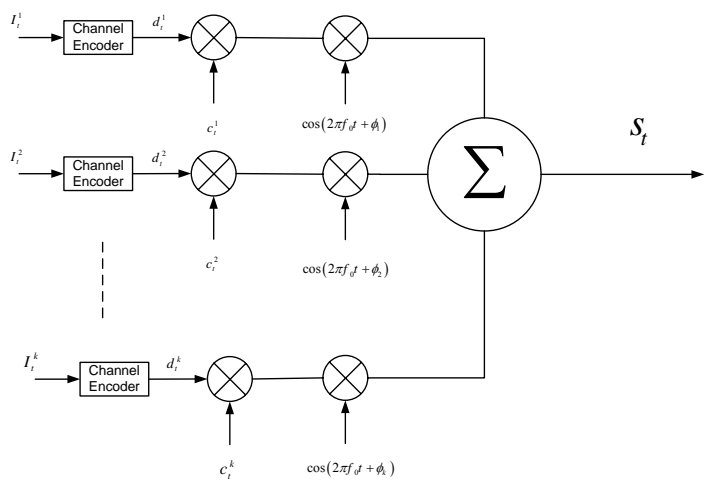 I_t^1
Channel
Encoder
d_t^1
c_t^1
cos(2πf_0t + ϕ_1)
I_t^2
Channel
Encoder
d_t^2
c_t^2
cos(2πf_0t + ϕ_2)
Σ
S_t
I_t^k
Channel
Encoder
d_t^k
c_t^k
cos(2πf_0t + ϕ_k)